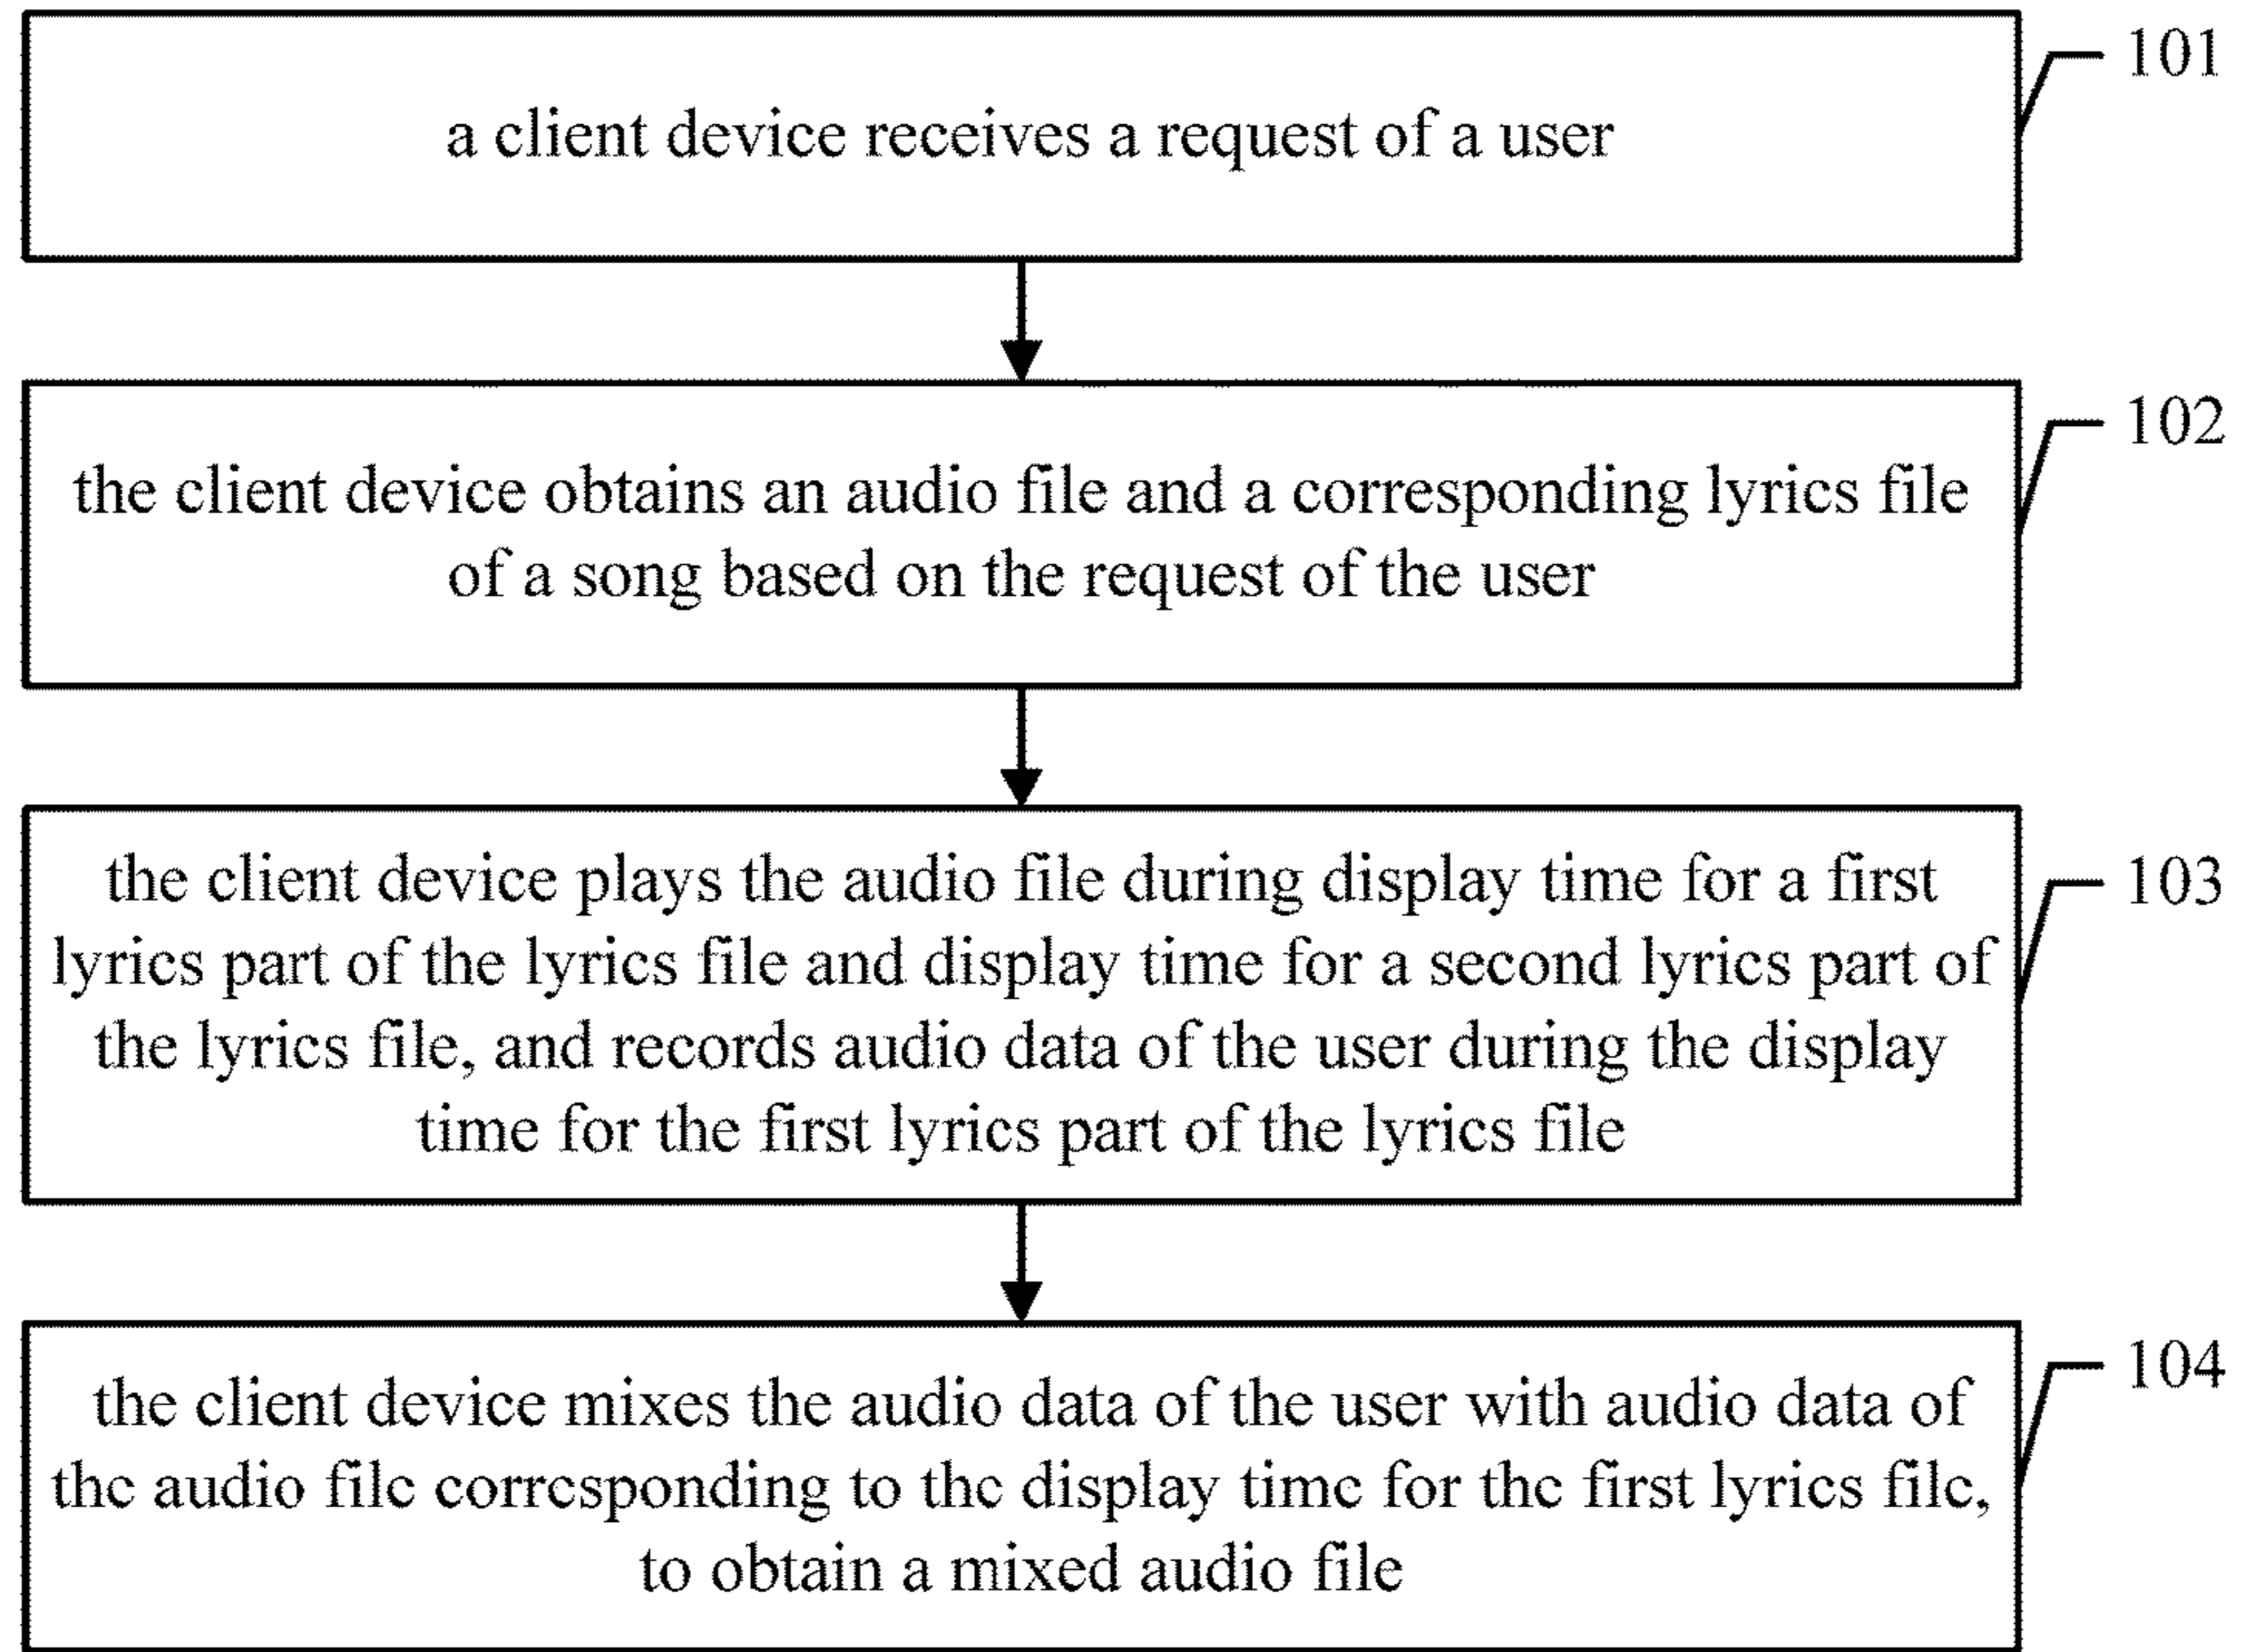 101
a client device receives a request of a user
102
the client device obtains an audio file and a corresponding lyrics file
of a song based on the request of the user
103
the client device plays the audio file during display time for a first
lyrics part of the lyrics file and display time for a second lyrics part of
the lyrics file, and records audio data of the user during the display
time for the first lyrics part of the lyrics file
104
the client device mixes the audio data of the user with audio data of
the audio file corresponding to the display time for the first lyrics file,
to obtain a mixed audio file